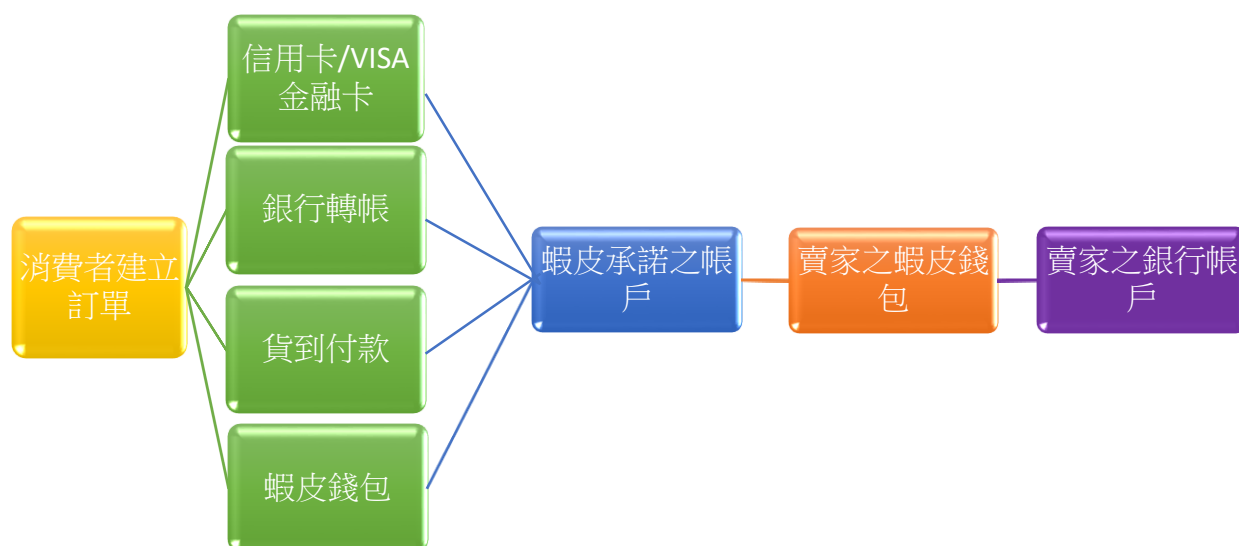 信用卡/VISA
金融卡
銀行轉帳
消費者建立
訂單
貨到付款
蝦皮錢包
蝦皮承諾之帳
戶
賣家之蝦皮錢
包
賣家之銀行帳
戶